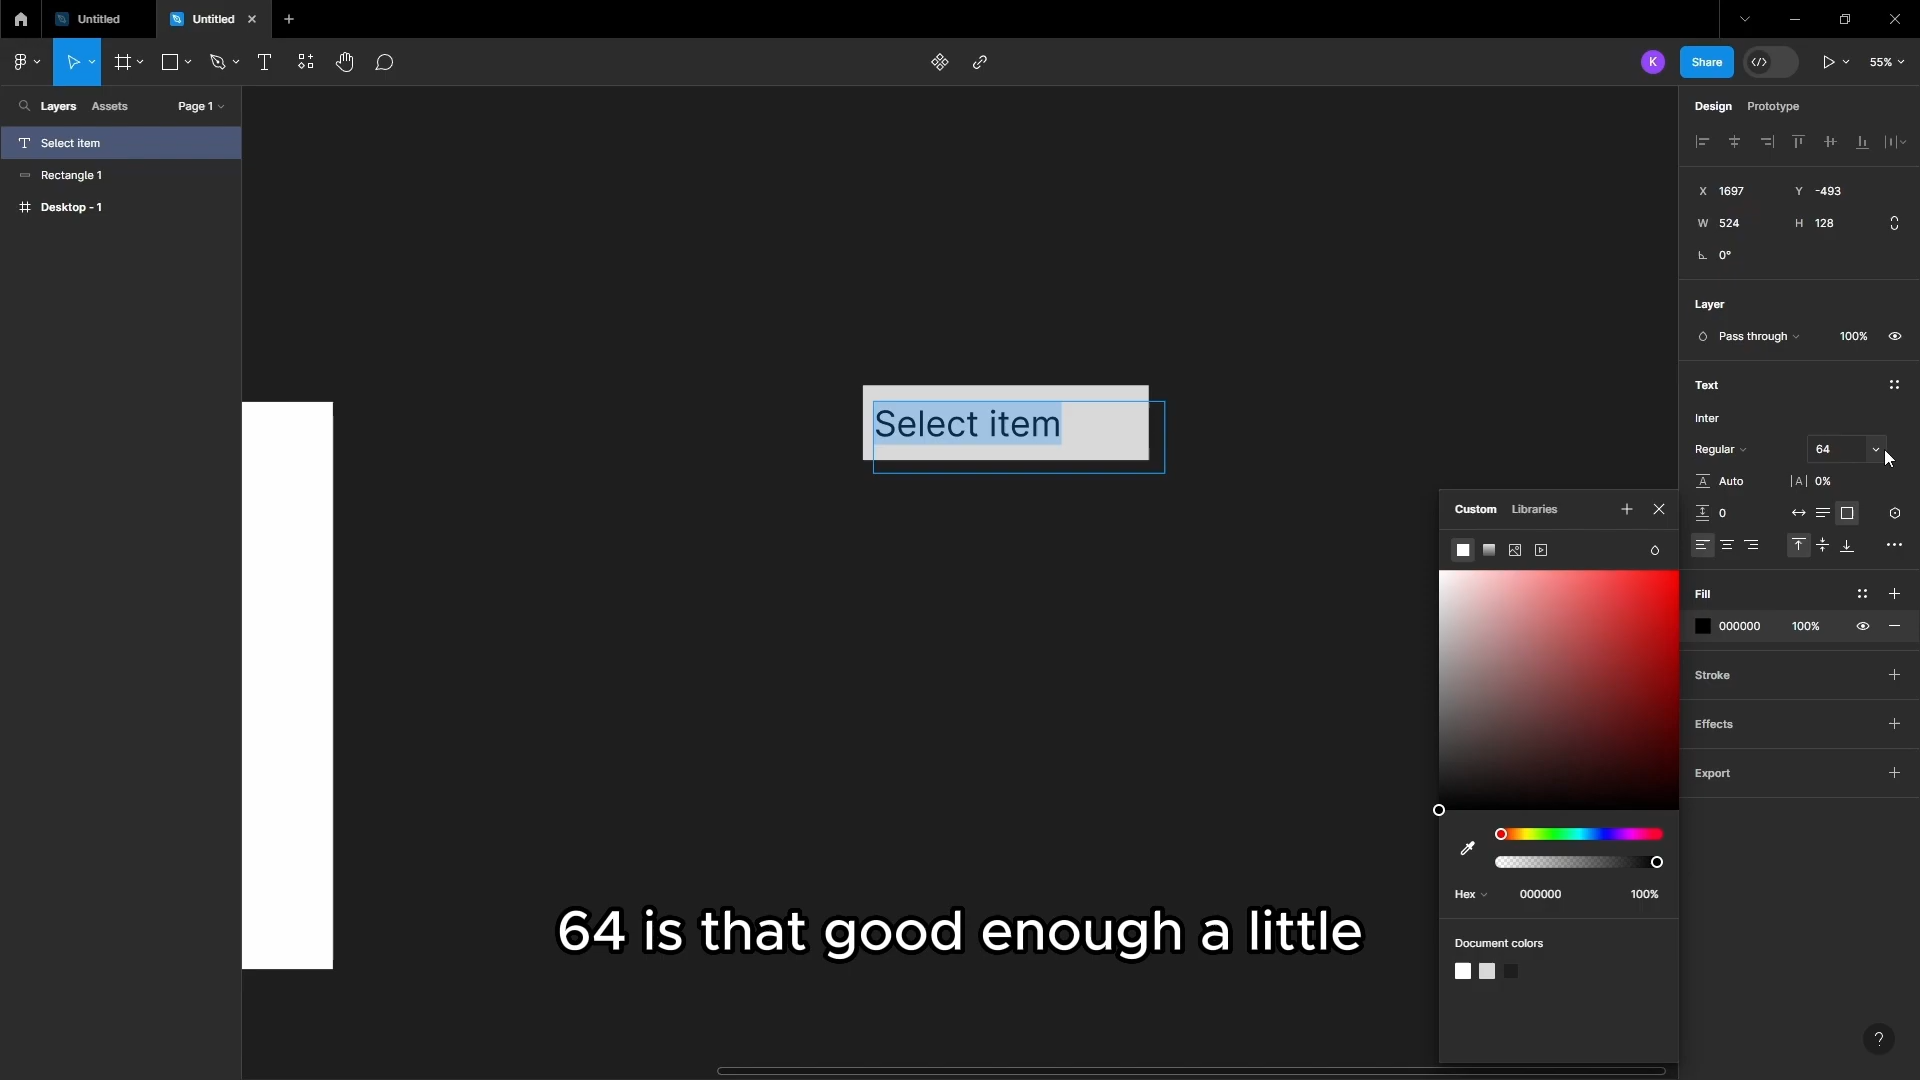 Untitled
Untitled
K
Share
55%
Layers
Assets
Page 1
Design
Prototype
Select item
Rectangle 1
Desktop - 1
X 1697
Y -493
W 524
H 128
0°
Layer
Pass through
100%
Text
Inter
Regular
64
A Auto
|A| 0%
0
Select item
Custom
Libraries
Fill
000000
100%
Stroke
Effects
Export
Hex
000000
100%
Document colors
64 is that good enough a little
?